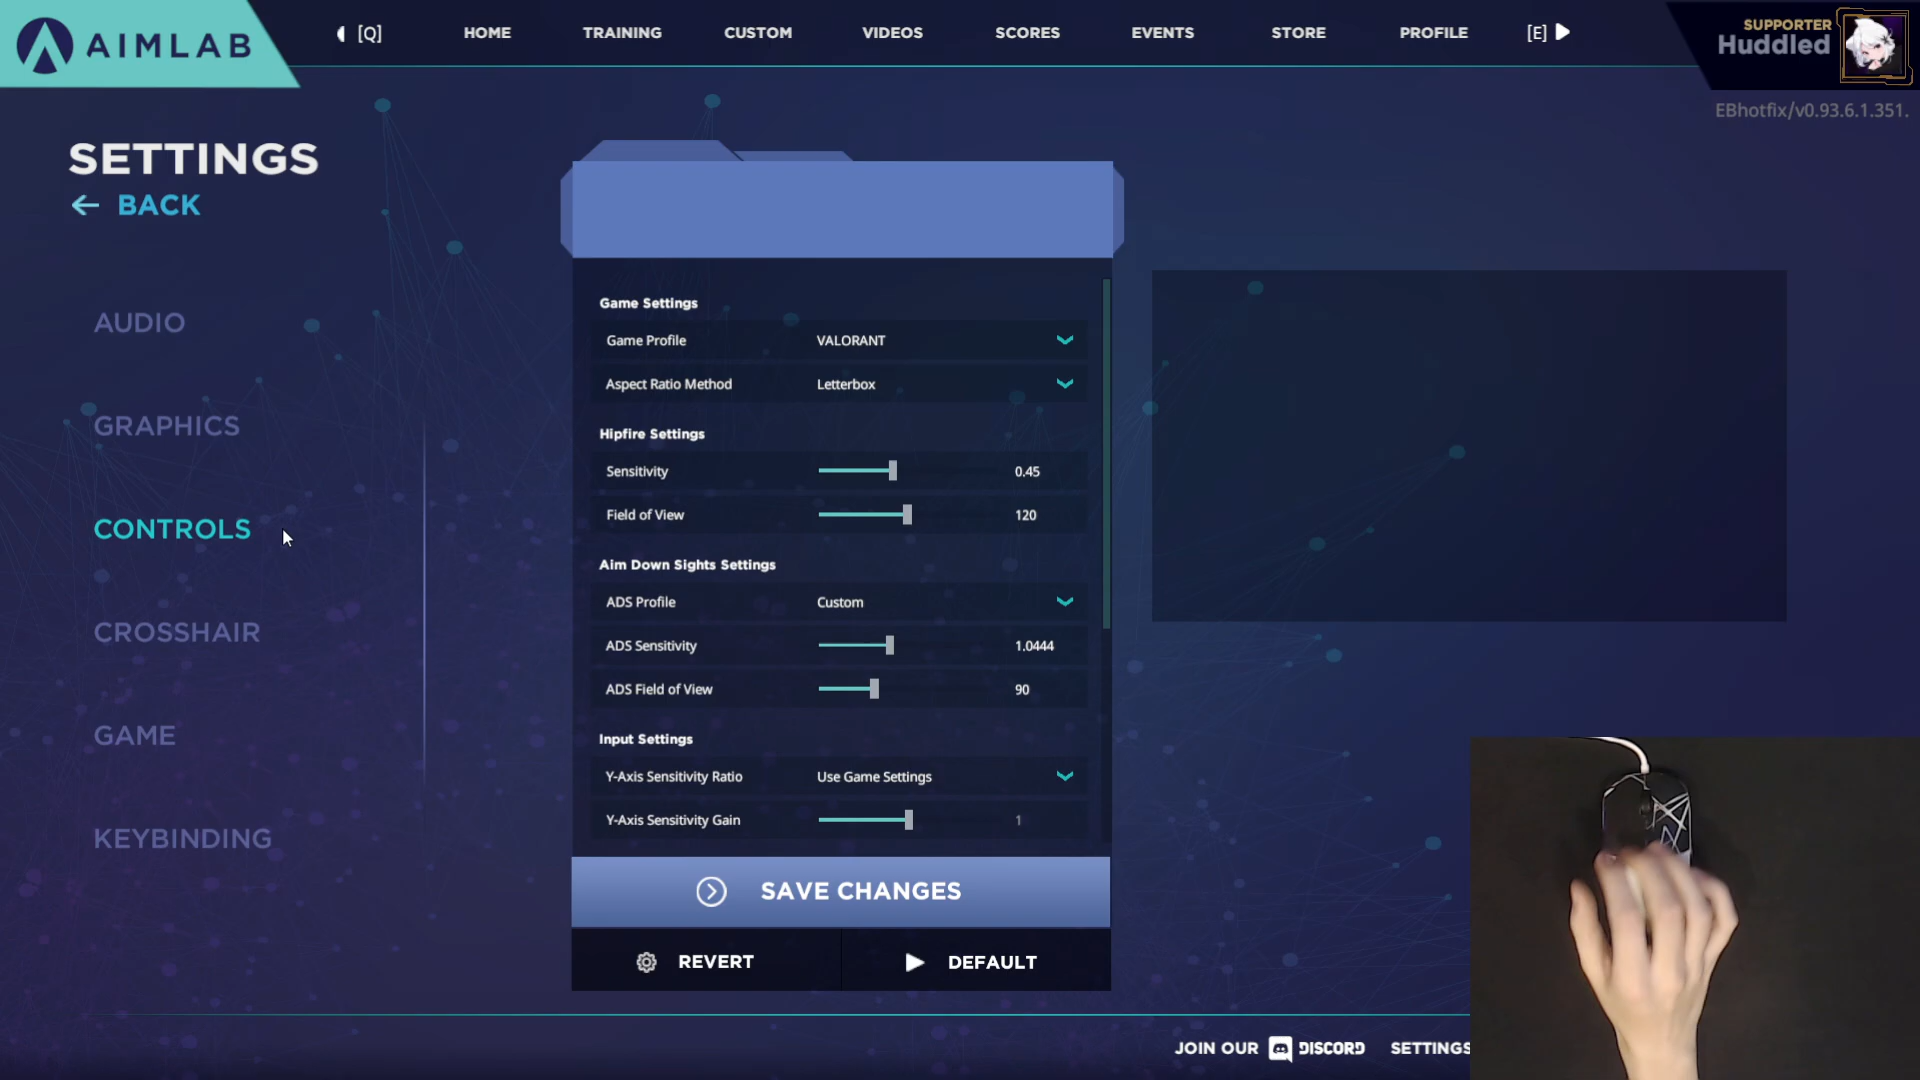 AIMLAB
[Q]
HOME
TRAINING
CUSTOM
VIDEOS
SCORES
EVENTS
STORE
PROFILE
[E]
SUPPORTER
Huddled
EBhotfix/v0.93.6.1.351.
SETTINGS
BACK
AUDIO
GRAPHICS
CONTROLS
CROSSHAIR
GAME
KEYBINDING
Game Settings
Game Profile VALORANT
Aspect Ratio Method Letterbox
Hipfire Settings
Sensitivity 0.45
Field of View 120
Aim Down Sights Settings
ADS Profile Custom
ADS Sensitivity 1.0444
ADS Field of View 90
Input Settings
Y-Axis Sensitivity Ratio Use Game Settings
Y-Axis Sensitivity Gain 1
SAVE CHANGES
REVERT
DEFAULT
JOIN OUR DISCORD
SETTINGS